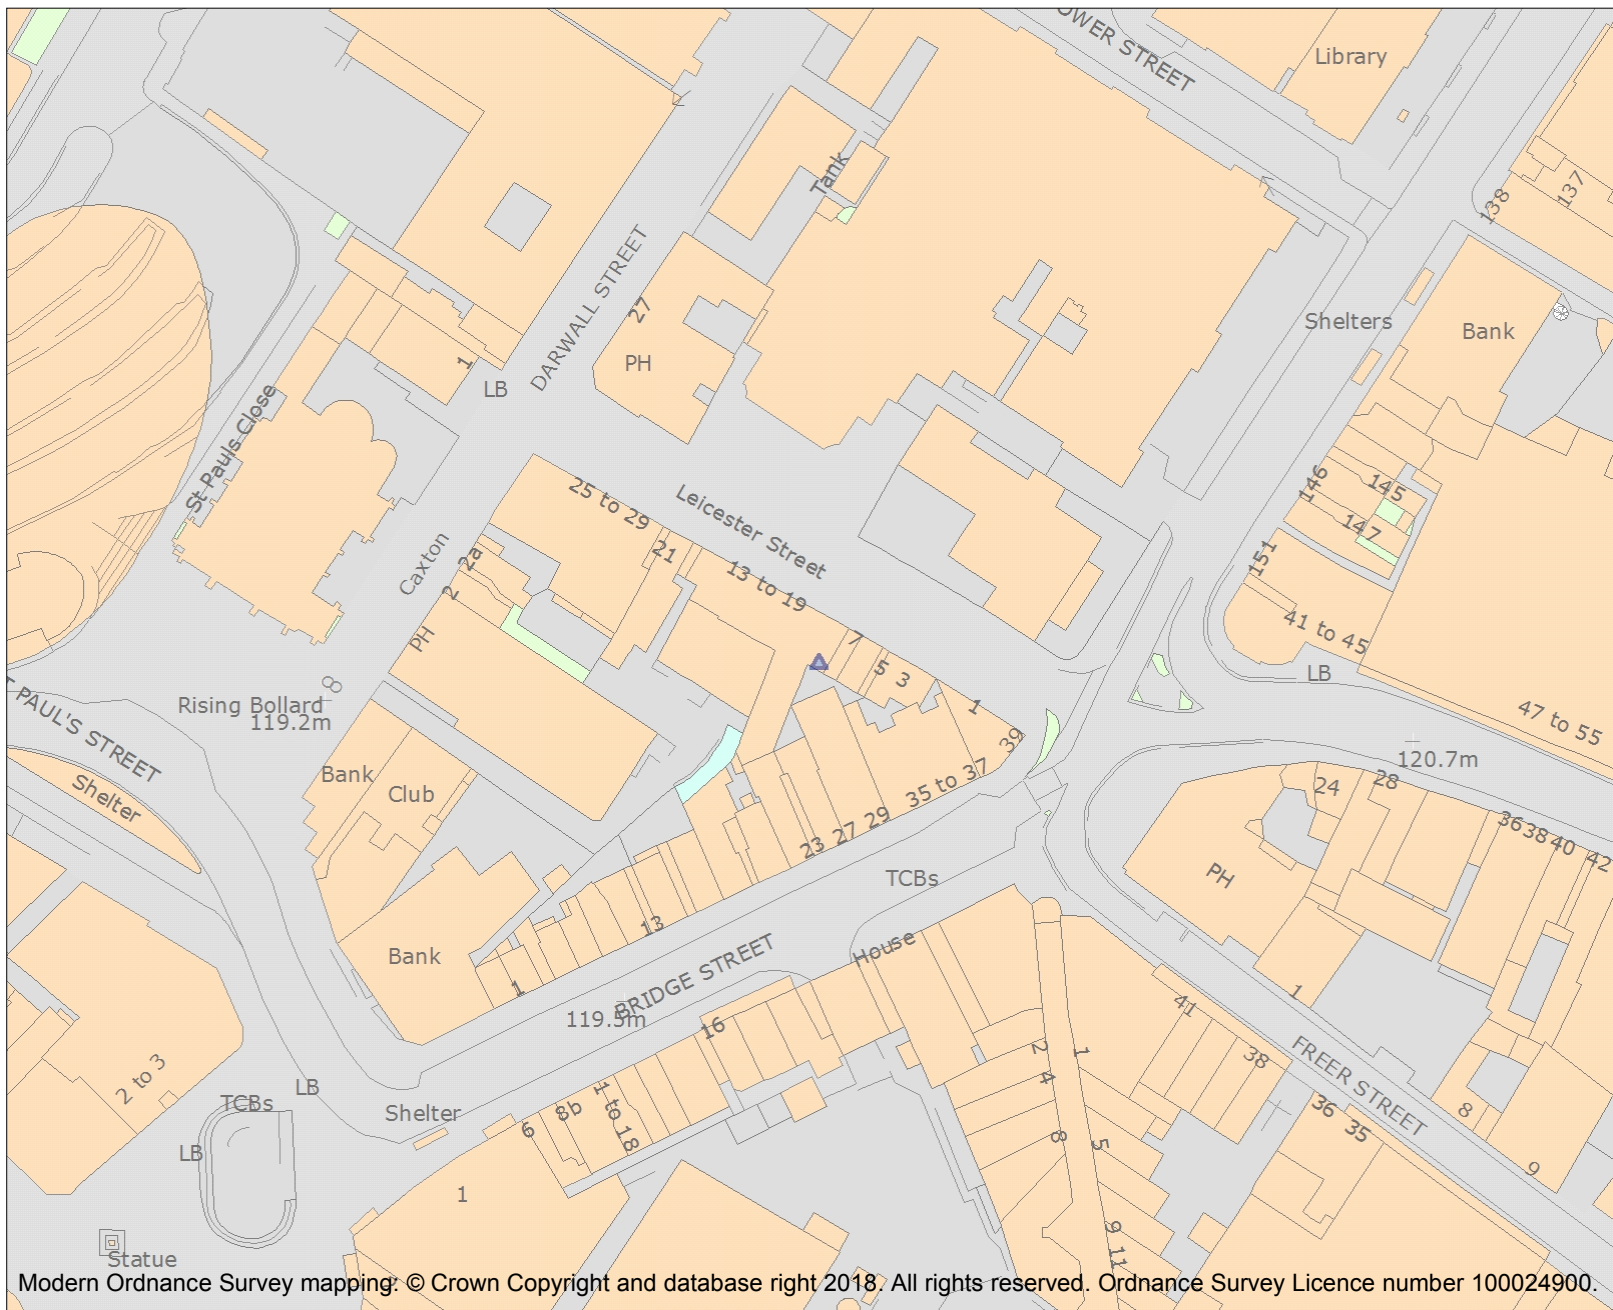 OWER STREET
Library
Tank
137
138
DARWALL STREET
27
PH
Shelters
Bank
1
LB
St Pauls Close
25 to 29
Leicester Street
146
145
147
151
Caxton
2a
2
21
13 to 19
PH
7
5
3
1
39
41 to 45
LB
47 to 55
8
Rising Bollard
119.2m
T PAUL'S STREET
Shelter
Bank
Club
35 to 37
120.7m
24
28
36
38
40
42
23
27
29
TCBs
PH
13
House
Bank
1
BRIDGE STREET
119.5m
16
41
1
38
FREER STREET
2 to 3
LB
TCBs
Shelter
6
8b
1 to 18
2
4
8
1
5
9
11
36
35
8
9
LB
1
Statue
Modern Ordnance Survey mapping: © Crown Copyright and database right 2018. All rights reserved. Ordnance Survey Licence number 100024900.